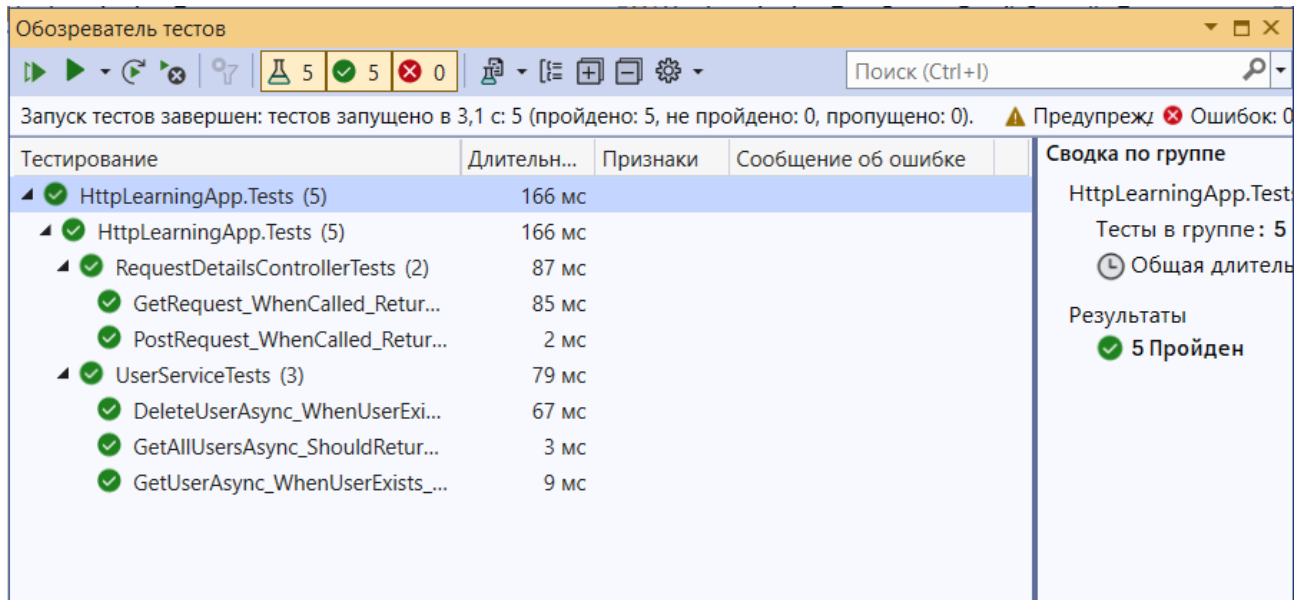 Обозреватель тестов
5 5 0 Поиск (Ctrl+I)
Запуск тестов завершен: тестов запущено в 3,1 с: 5 (пройдено: 5, не пройдено: 0, пропущено: 0). Предупрежд Ошибок: 0
Тестирование Длительн... Признаки Сообщение об ошибке
HttpLearningApp.Tests (5) 166 мс
HttpLearningApp.Tests (5) 166 мс
RequestDetailsControllerTests (2) 87 мс
GetRequest_WhenCalled_Retur... 85 мс
PostRequest_WhenCalled_Retur... 2 мс
UserServiceTests (3) 79 мс
DeleteUserAsync_WhenUserExi... 67 мс
GetAllUsersAsync_ShouldRetur... 3 мс
GetUserAsync_WhenUserExists_... 9 мс
Сводка по группе
HttpLearningApp.Tests
Тесты в группе: 5
Общая длитель
Результаты
5 Пройден